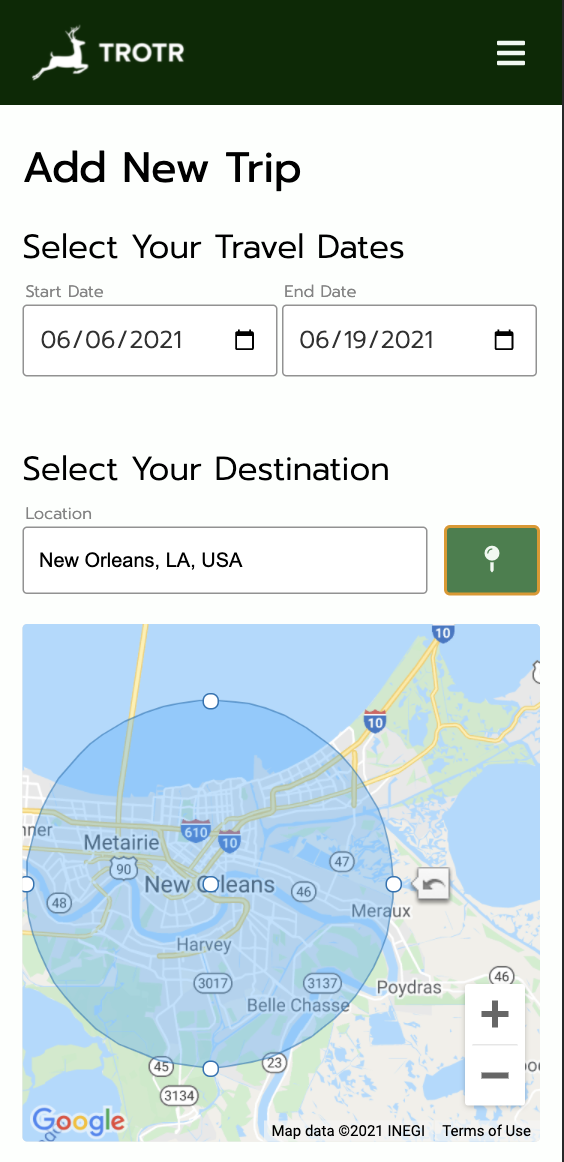 TROTR
Add New Trip
Select Your Travel Dates
Start Date
End Date
06/06/2021
06/19/2021
Select Your Destination
Location
New Orleans, LA, USA
10
10
610
10
Metairie
90
47
New Orleans
46
48
Meraux
Harvey
3017
3137
46
Poydras
Belle Chasse
45
23
3134
Google
Map data ©2021 INEGI
Terms of Use